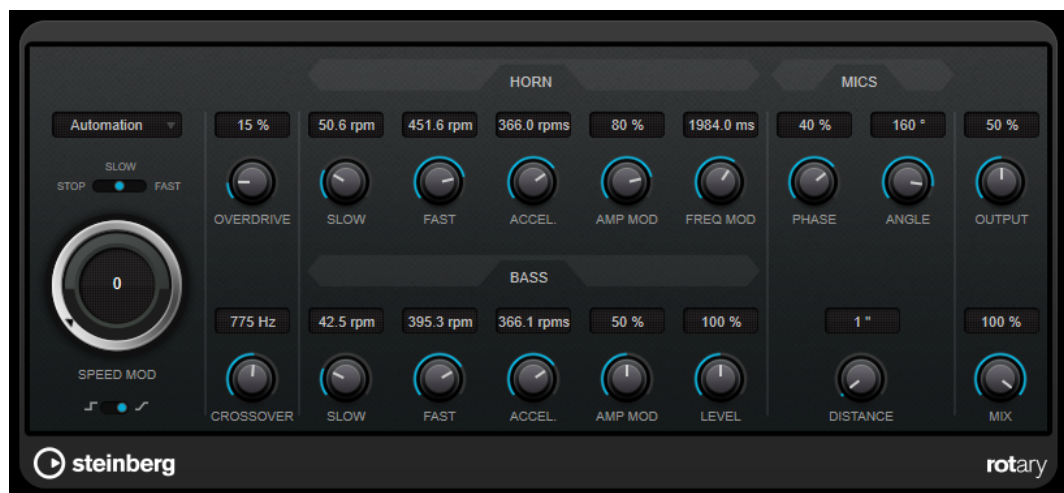 HORN
MICS
Automation
15 %
50.6 rpm
451.6 rpm
366.0 rpms
80 %
1984.0 ms
40 %
160 °
50 %
SLOW
STOP
FAST
OVERDRIVE
SLOW
FAST
ACCEL.
AMP MOD
FREQ MOD
PHASE
ANGLE
OUTPUT
BASS
0
775 Hz
42.5 rpm
395.3 rpm
366.1 rpms
50 %
100 %
1 "
100 %
SPEED MOD
CROSSOVER
SLOW
FAST
ACCEL.
AMP MOD
LEVEL
DISTANCE
MIX
steinberg
rotary